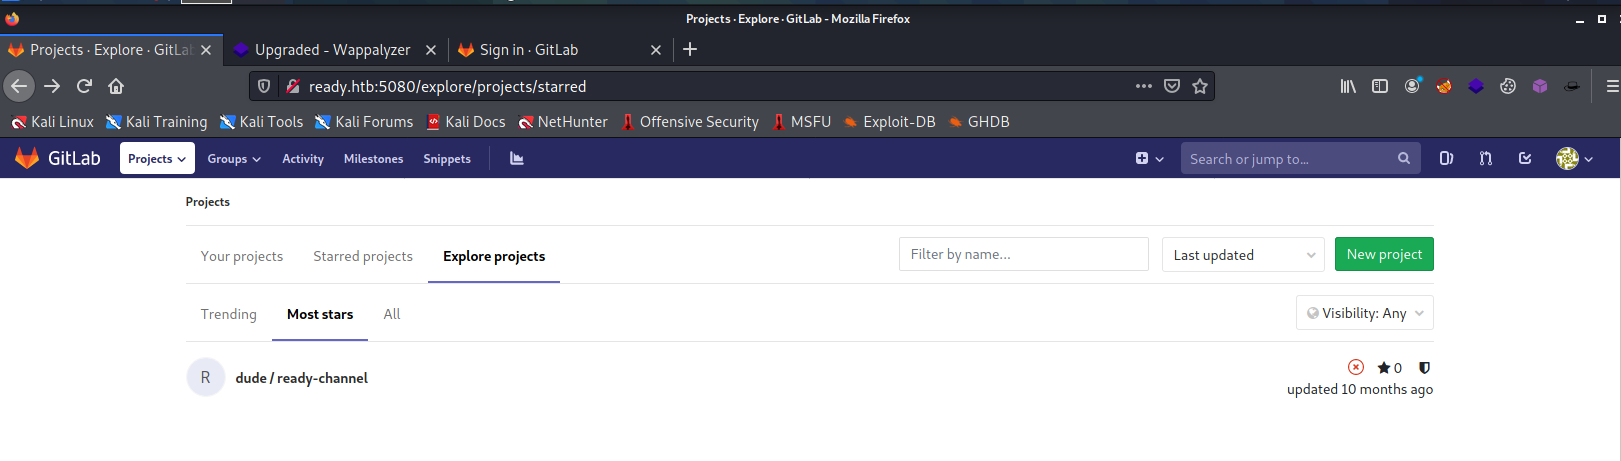 Projects · Explore · GitLab - Mozilla Firefox
Projects · Explore · GitLab
Upgraded - Wappalyzer
Sign in · GitLab
ready.htb:5080/explore/projects/starred
Kali Linux Kali Training Kali Tools Kali Forums Kali Docs NetHunter Offensive Security MSFU Exploit-DB GHDB
GitLab Projects Groups Activity Milestones Snippets Search or jump to...
Projects
Your projects Starred projects Explore projects Filter by name... Last updated New project
Trending Most stars All Visibility: Any
R dude / ready-channel 0
updated 10 months ago